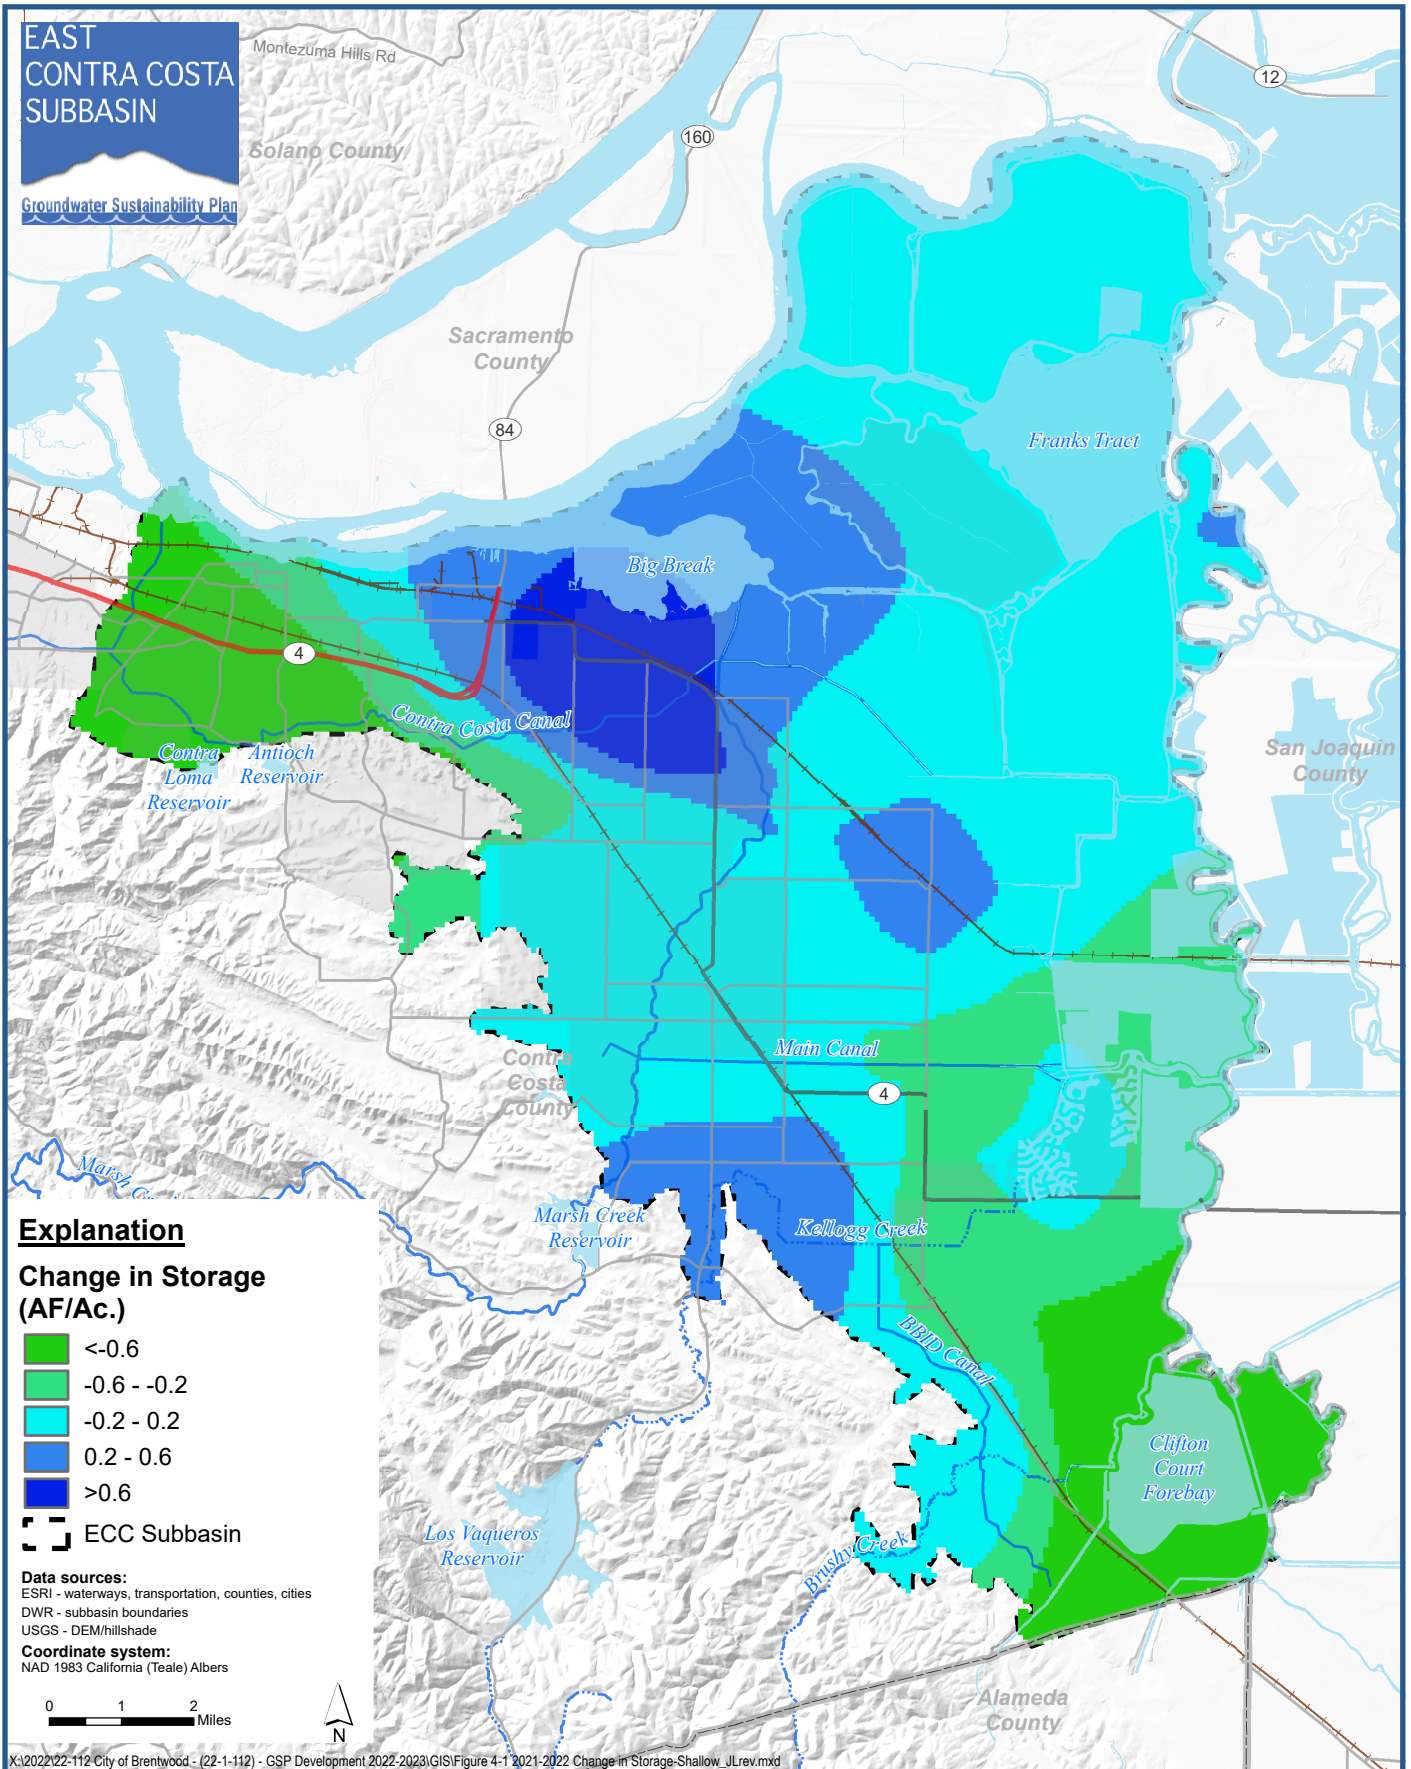 EAST
CONTRA COSTA
SUBBASIN
Groundwater Sustainability Plan
Montezuma Hills Rd
Solano County
12
160
Sacramento
County
84
Franks Tract
Big Break
4
Contra Costa Canal
Contra
Loma
Reservoir
Antioch
Reservoir
San Joaquin
County
Main Canal
Contra
Costa
County
4
Marsh
Marsh Creek
Reservoir
Kellogg Creek
BBID Canal
Clifton
Court
Forebay
Los Vaqueros
Reservoir
Brushy Creek
Alameda
County
Explanation
Change in Storage
(AF/Ac.)
<-0.6
-0.6 - -0.2
-0.2 - 0.2
0.2 - 0.6
>0.6
ECC Subbasin
Data sources:
ESRI - waterways, transportation, counties, cities
DWR - subbasin boundaries
USGS - DEM/hillshade
Coordinate system:
NAD 1983 California (Teale) Albers
0 1 2
Miles
N
X:\2022\22-112 City of Brentwood - (22-1-112) - GSP Development 2022-2023\GIS\Figure 4-1 2021-2022 Change in Storage-Shallow_JLrev.mxd